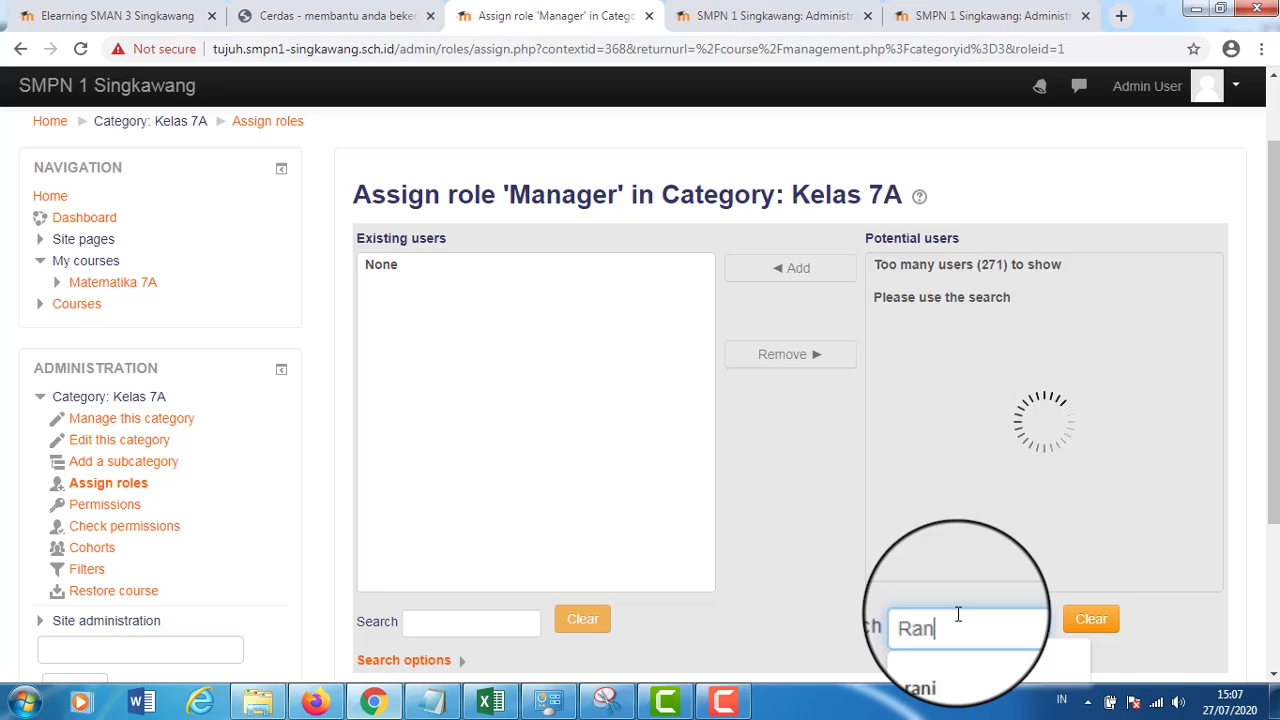 Elearning SMAN 3 Singkawang
Cerdas - membantu anda beker
Assign role 'Manager' in Catego
SMPN 1 Singkawang: Administr
SMPN 1 Singkawang: Administ
Not secure
tujuh.smpn1-singkawang.sch.id/admin/roles/assign.php?contextid=368&returnurl=%2Fcourse%2Fmanagement.php%3Fcategoryid%3D3&roleid=1
SMPN 1 Singkawang
Admin User
Home
Category: Kelas 7A
Assign roles
NAVIGATION
Home
Dashboard
Site pages
My courses
Matematika 7A
Courses
ADMINISTRATION
Category: Kelas 7A
Manage this category
Edit this category
Add a subcategory
Assign roles
Permissions
Check permissions
Cohorts
Filters
Restore course
Site administration
Assign role 'Manager' in Category: Kelas 7A
Existing users
None
Search
Clear
Search options
◄ Add
Remove ►
Potential users
Too many users (271) to show
Please use the search
ch
Ran
Clear
rani
IN
15:07
27/07/2020